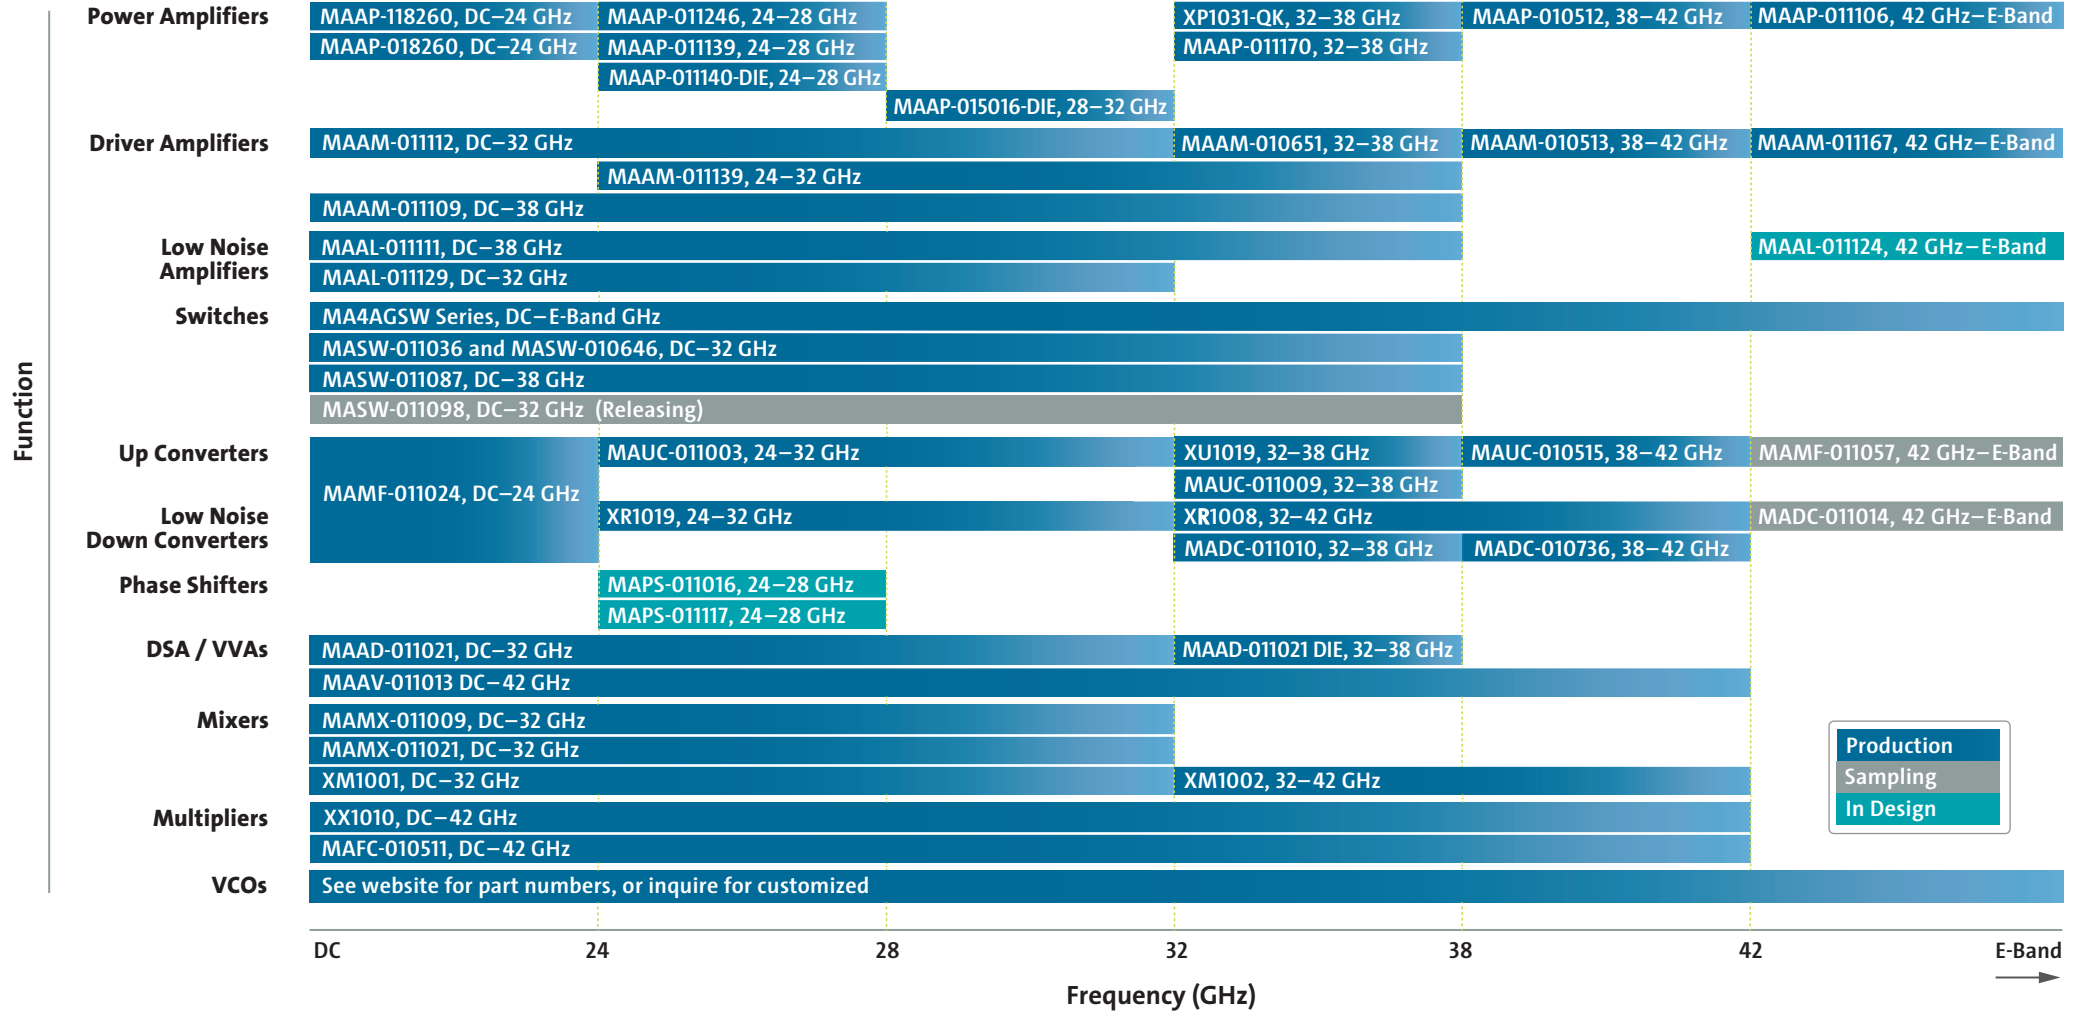 Function
Power Amplifiers
MAAP-118260, DC–24 GHz
MAAP-011246, 24–28 GHz
XP1031-QK, 32–38 GHz
MAAP-010512, 38–42 GHz
MAAP-011106, 42 GHz–E-Band
MAAP-018260, DC–24 GHz
MAAP-011139, 24–28 GHz
MAAP-011170, 32–38 GHz
MAAP-011140-DIE, 24–28 GHz
MAAP-015016-DIE, 28–32 GHz
Driver Amplifiers
MAAM-011112, DC–32 GHz
MAAM-010651, 32–38 GHz
MAAM-010513, 38–42 GHz
MAAM-011167, 42 GHz–E-Band
MAAM-011139, 24–32 GHz
MAAM-011109, DC–38 GHz
Low Noise
Amplifiers
MAAL-011111, DC–38 GHz
MAAL-011124, 42 GHz–E-Band
MAAL-011129, DC–32 GHz
Switches
MA4AGSW Series, DC–E-Band GHz
MASW-011036 and MASW-010646, DC–32 GHz
MASW-011087, DC–38 GHz
MASW-011098, DC–32 GHz (Releasing)
Up Converters
MAMF-011024, DC–24 GHz
MAUC-011003, 24–32 GHz
XU1019, 32–38 GHz
MAUC-010515, 38–42 GHz
MAMF-011057, 42 GHz–E-Band
MAUC-011009, 32–38 GHz
Low Noise
Down Converters
XR1019, 24–32 GHz
XR1008, 32–42 GHz
MADC-011014, 42 GHz–E-Band
MADC-011010, 32–38 GHz
MADC-010736, 38–42 GHz
Phase Shifters
MAPS-011016, 24–28 GHz
MAPS-011117, 24–28 GHz
DSA / VVAs
MAAD-011021, DC–32 GHz
MAAD-011021 DIE, 32–38 GHz
MAAV-011013 DC–42 GHz
Mixers
MAMX-011009, DC–32 GHz
MAMX-011021, DC–32 GHz
XM1001, DC–32 GHz
XM1002, 32–42 GHz
Production
Sampling
In Design
Multipliers
XX1010, DC–42 GHz
MAFC-010511, DC–42 GHz
VCOs
See website for part numbers, or inquire for customized
DC
24
28
32
38
42
E-Band
Frequency (GHz)